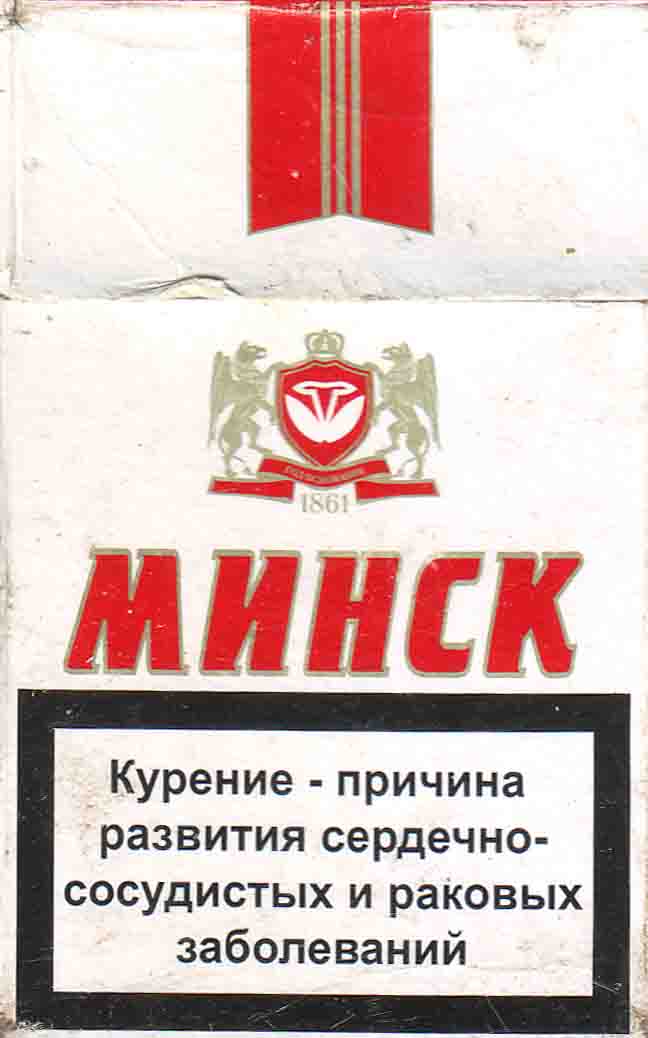 1861
МИНСК
Курение - причина
развития сердечно-
сосудистых и раковых
заболеваний